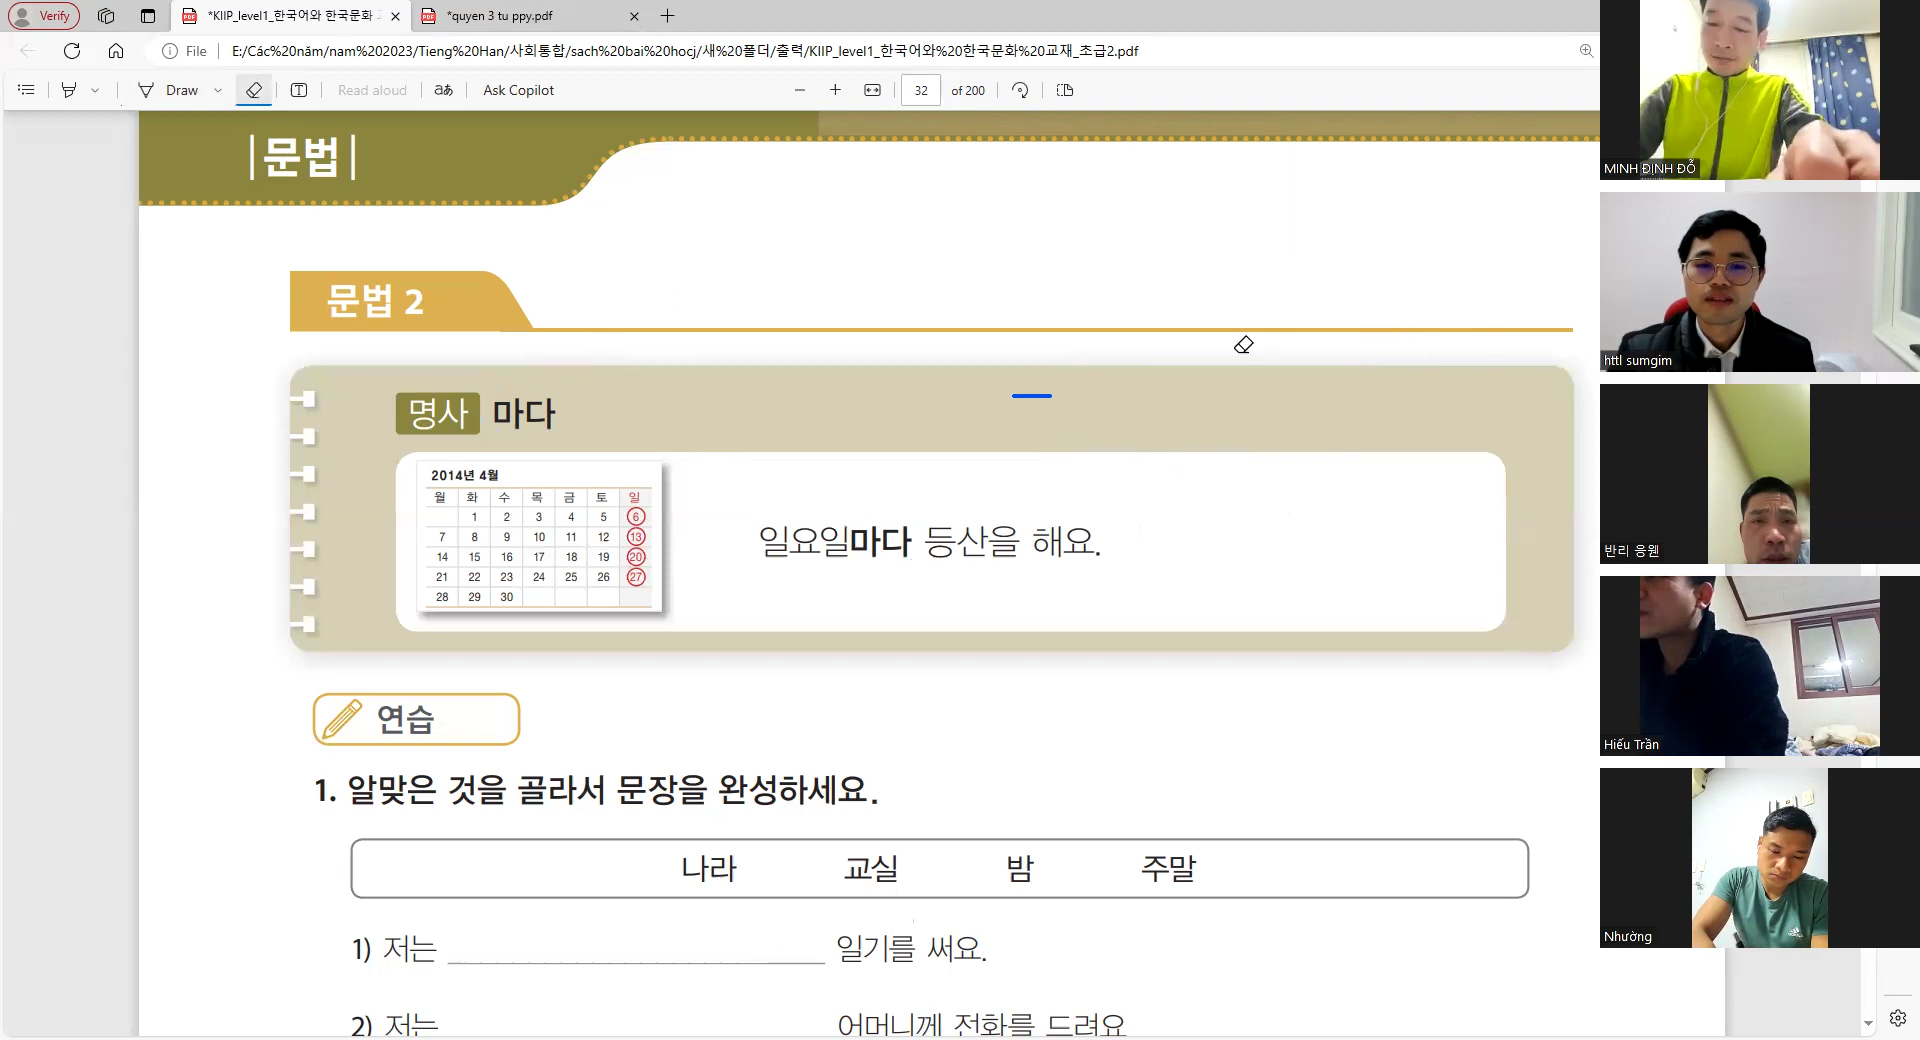 Verify
*KIIP_level1_한국어와 한국문화
*quyen 3 tu ppy.pdf
File
E:/Các%20năm/nam%202023/Tieng%20Han/사회통합/sach%20bai%20hocj/새%20폴더/출력/KIIP_level1_한국어와%20한국문화%20교재_초급2.pdf
Draw
Read aloud
aあ
Ask Copilot
32
of 200
|문법|
문법 2
명사 마다
2014년 4월
월 화 수 목 금 토 일
1 2 3 4 5 6
7 8 9 10 11 12 13
14 15 16 17 18 19 20
21 22 23 24 25 26 27
28 29 30
일요일마다 등산을 해요.
연습
1. 알맞은 것을 골라서 문장을 완성하세요.
나라 교실 밤 주말
1) 저는 일기를 써요.
2) 저는 어머니께 전화를 드려요
MINH ĐỊNH ĐỖ
httl sumgim
반리 응웬
Hiếu Trần
Nhường